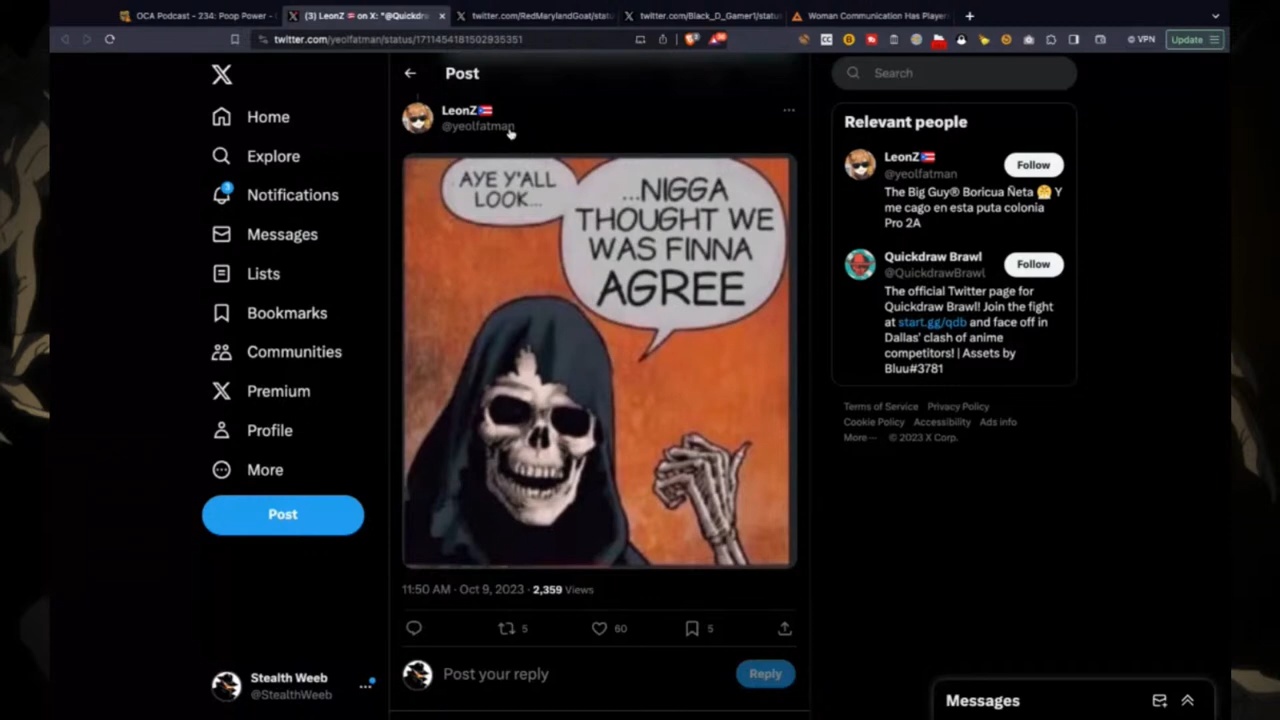 OCA Podcast - 234: Poop Power -
(3) LeonZ on X: "@Quickdr
twitter.com/RedMarylandGoat/statu
twitter.com/Black_D_Gamer1/status
Woman Communication Has Player
twitter.com/yeolfatman/status/1711454181502935351
VPN
Update
Home
Explore
3
Notifications
Messages
Lists
Bookmarks
Communities
Premium
Profile
More
Post
Stealth Weeb
@StealthWeeb
Post
LeonZ
@yeolfatman
AYE Y'ALL
LOOK...
...NIGGA
THOUGHT WE
WAS FINNA
AGREE
11:50 AM · Oct 9, 2023 · 2,359 Views
5
60
5
Post your reply
Reply
Search
Relevant people
LeonZ
@yeolfatman
Follow
The Big Guy® Boricua Ñeta 😤 Y
me cago en esta puta colonia
Pro 2A
Quickdraw Brawl
@QuickdrawBrawl
Follow
The official Twitter page for
Quickdraw Brawl! Join the fight
at start.gg/qdb and face off in
Dallas' clash of anime
competitors! | Assets by
Bluu#3781
Terms of Service Privacy Policy
Cookie Policy Accessibility Ads info
More ··· © 2023 X Corp.
Messages